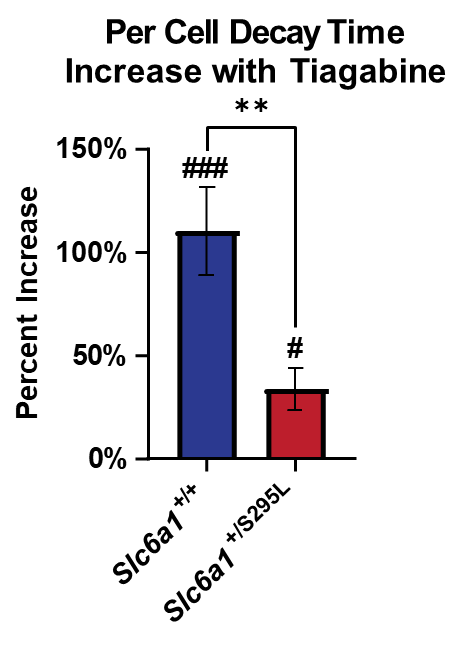 Per Cell Decay Time
Increase with Tiagabine
**
150%
###
100%
Percent Increase
50%
#
0%
Slc6a1+/+
Slc6a1+/S295L